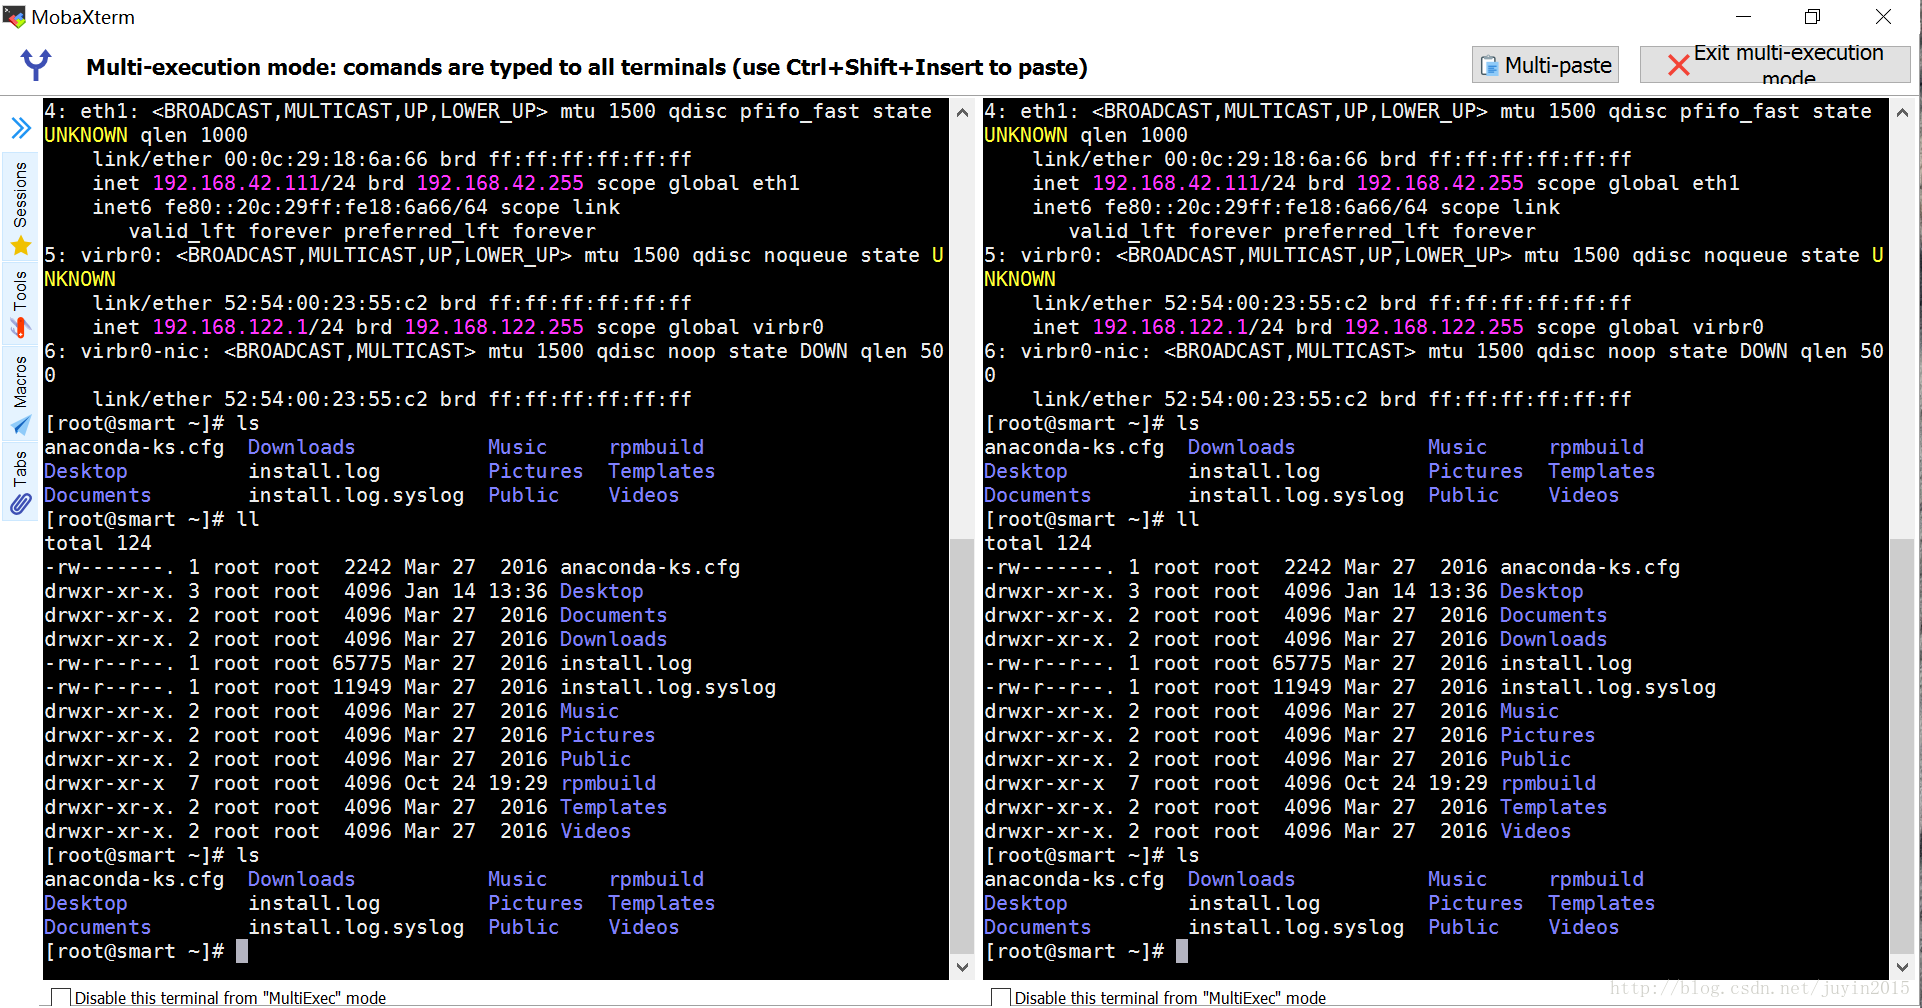 MobaXterm
Multi-execution mode: comands are typed to all terminals (use Ctrl+Shift+Insert to paste)
Multi-paste
Exit multi-execution
mode
Sessions
Tools
Macros
Tabs
4: eth1: <BROADCAST,MULTICAST,UP,LOWER_UP> mtu 1500 qdisc pfifo_fast state
UNKNOWN qlen 1000
    link/ether 00:0c:29:18:6a:66 brd ff:ff:ff:ff:ff:ff
    inet 192.168.42.111/24 brd 192.168.42.255 scope global eth1
    inet6 fe80::20c:29ff:fe18:6a66/64 scope link
       valid_lft forever preferred_lft forever
5: virbr0: <BROADCAST,MULTICAST,UP,LOWER_UP> mtu 1500 qdisc noqueue state U
NKNOWN
    link/ether 52:54:00:23:55:c2 brd ff:ff:ff:ff:ff:ff
    inet 192.168.122.1/24 brd 192.168.122.255 scope global virbr0
6: virbr0-nic: <BROADCAST,MULTICAST> mtu 1500 qdisc noop state DOWN qlen 50
0
    link/ether 52:54:00:23:55:c2 brd ff:ff:ff:ff:ff:ff
[root@smart ~]# ls
anaconda-ks.cfg  Downloads           Music     rpmbuild
Desktop          install.log         Pictures  Templates
Documents        install.log.syslog  Public    Videos
[root@smart ~]# ll
total 124
-rw-------. 1 root root  2242 Mar 27  2016 anaconda-ks.cfg
drwxr-xr-x. 3 root root  4096 Jan 14 13:36 Desktop
drwxr-xr-x. 2 root root  4096 Mar 27  2016 Documents
drwxr-xr-x. 2 root root  4096 Mar 27  2016 Downloads
-rw-r--r--. 1 root root 65775 Mar 27  2016 install.log
-rw-r--r--. 1 root root 11949 Mar 27  2016 install.log.syslog
drwxr-xr-x. 2 root root  4096 Mar 27  2016 Music
drwxr-xr-x. 2 root root  4096 Mar 27  2016 Pictures
drwxr-xr-x. 2 root root  4096 Mar 27  2016 Public
drwxr-xr-x  7 root root  4096 Oct 24 19:29 rpmbuild
drwxr-xr-x. 2 root root  4096 Mar 27  2016 Templates
drwxr-xr-x. 2 root root  4096 Mar 27  2016 Videos
[root@smart ~]# ls
anaconda-ks.cfg  Downloads           Music     rpmbuild
Desktop          install.log         Pictures  Templates
Documents        install.log.syslog  Public    Videos
[root@smart ~]#
Disable this terminal from "MultiExec" mode
4: eth1: <BROADCAST,MULTICAST,UP,LOWER_UP> mtu 1500 qdisc pfifo_fast state
UNKNOWN qlen 1000
    link/ether 00:0c:29:18:6a:66 brd ff:ff:ff:ff:ff:ff
    inet 192.168.42.111/24 brd 192.168.42.255 scope global eth1
    inet6 fe80::20c:29ff:fe18:6a66/64 scope link
       valid_lft forever preferred_lft forever
5: virbr0: <BROADCAST,MULTICAST,UP,LOWER_UP> mtu 1500 qdisc noqueue state U
NKNOWN
    link/ether 52:54:00:23:55:c2 brd ff:ff:ff:ff:ff:ff
    inet 192.168.122.1/24 brd 192.168.122.255 scope global virbr0
6: virbr0-nic: <BROADCAST,MULTICAST> mtu 1500 qdisc noop state DOWN qlen 50
0
    link/ether 52:54:00:23:55:c2 brd ff:ff:ff:ff:ff:ff
[root@smart ~]# ls
anaconda-ks.cfg  Downloads           Music     rpmbuild
Desktop          install.log         Pictures  Templates
Documents        install.log.syslog  Public    Videos
[root@smart ~]# ll
total 124
-rw-------. 1 root root  2242 Mar 27  2016 anaconda-ks.cfg
drwxr-xr-x. 3 root root  4096 Jan 14 13:36 Desktop
drwxr-xr-x. 2 root root  4096 Mar 27  2016 Documents
drwxr-xr-x. 2 root root  4096 Mar 27  2016 Downloads
-rw-r--r--. 1 root root 65775 Mar 27  2016 install.log
-rw-r--r--. 1 root root 11949 Mar 27  2016 install.log.syslog
drwxr-xr-x. 2 root root  4096 Mar 27  2016 Music
drwxr-xr-x. 2 root root  4096 Mar 27  2016 Pictures
drwxr-xr-x. 2 root root  4096 Mar 27  2016 Public
drwxr-xr-x  7 root root  4096 Oct 24 19:29 rpmbuild
drwxr-xr-x. 2 root root  4096 Mar 27  2016 Templates
drwxr-xr-x. 2 root root  4096 Mar 27  2016 Videos
[root@smart ~]# ls
anaconda-ks.cfg  Downloads           Music     rpmbuild
Desktop          install.log         Pictures  Templates
Documents        install.log.syslog  Public    Videos
[root@smart ~]#
Disable this terminal from "MultiExec" mode
http://blog.csdn.net/juyin2015